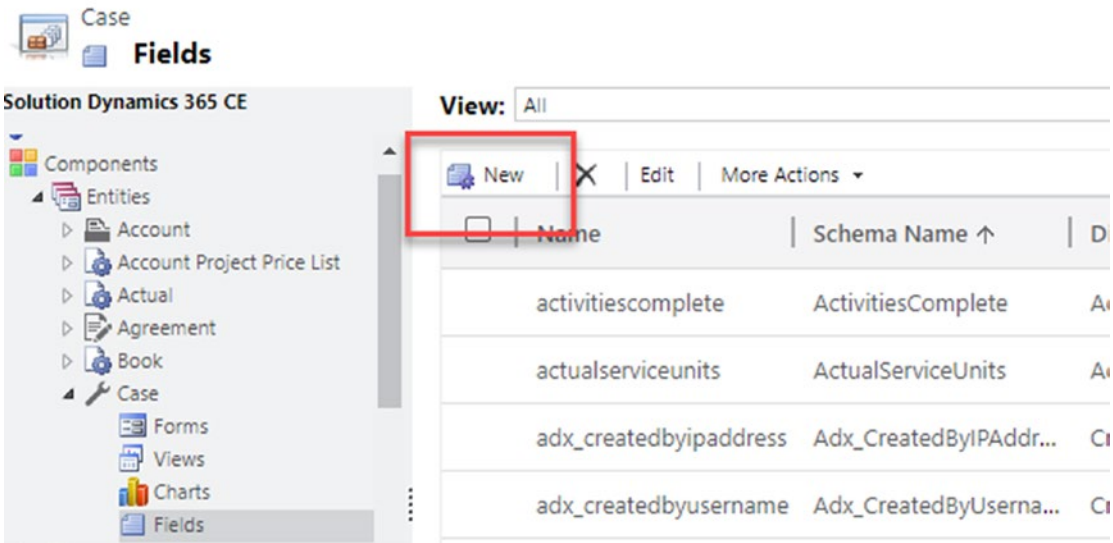 Case
Fields
Solution Dynamics 365 CE
View: All
Components
New Edit More Actions
Entities
Account
Name Schema Name
Account Project Price List
Actual
activitiescomplete ActivitiesComplete
Agreement
Book
actualserviceunits ActualServiceUnits
Case
Forms
adx_createdbyipaddress Adx_CreatedByIPAddr...
Views
Charts
adx_createdbyusername Adx_CreatedByUserna...
Fields